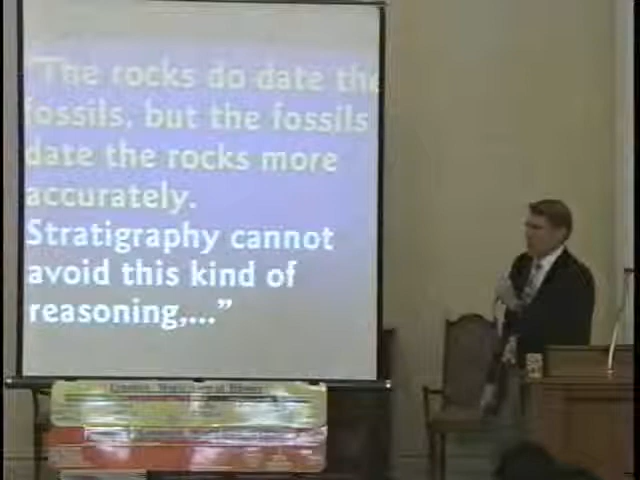 "The rocks do date the
fossils, but the fossils
date the rocks more
accurately.
Stratigraphy cannot
avoid this kind of
reasoning,..."